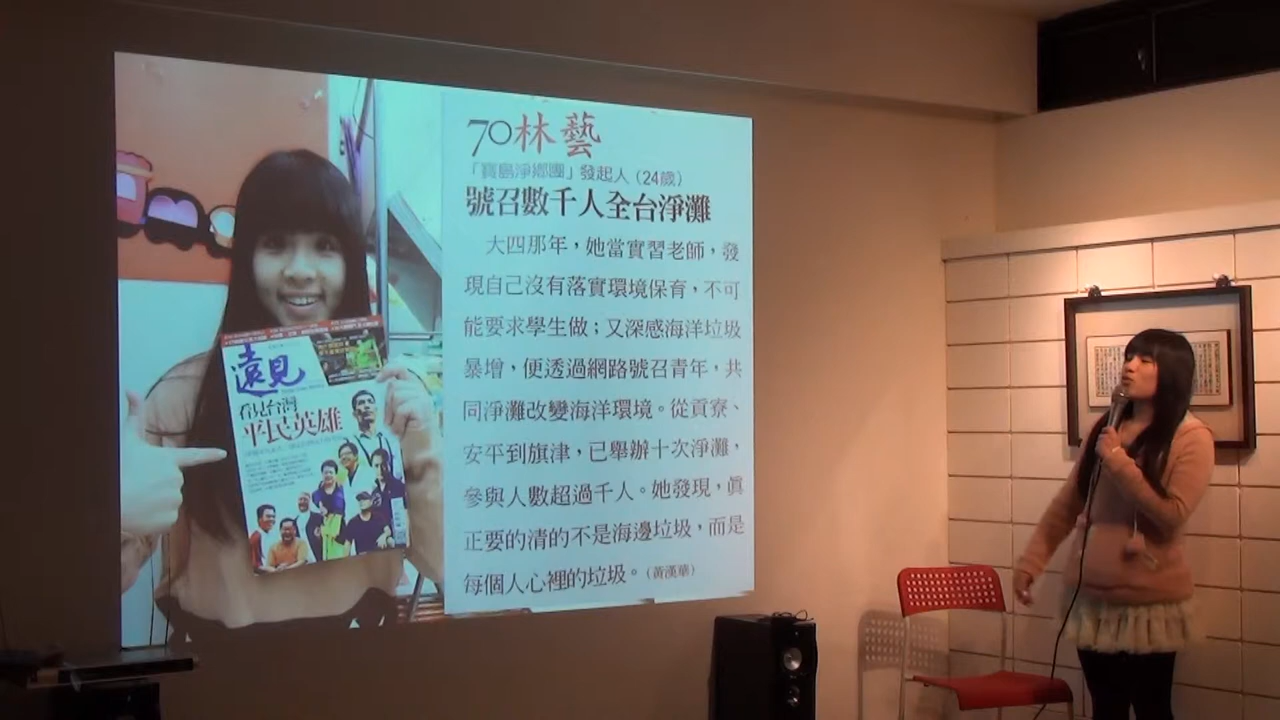 70林藝
「寶島淨鄉團」發起人（24歲）
號召數千人全台淨灘
大四那年，她當實習老師，發
現自己沒有落實環境保育，不可
能要求學生做；又深感海洋垃圾
暴增，便透過網路號召青年，共
同淨灘改變海洋環境。從貢寮、
安平到旗津，已舉辦十次淨灘，
參與人數超過千人。她發現，真
正要的清的不是海邊垃圾，而是
每個人心裡的垃圾。（黃漢華）
遠見
看見台灣
平民英雄